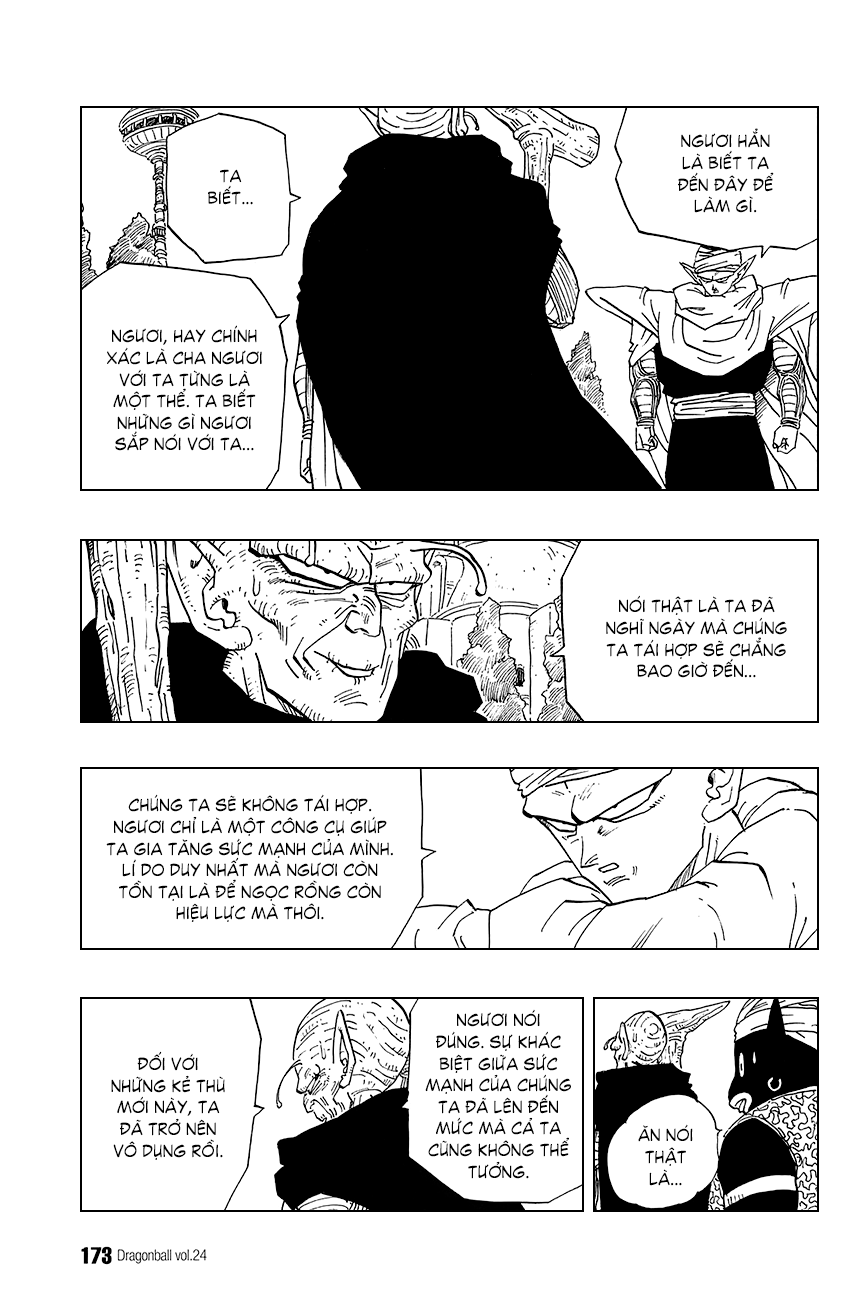 NGƯƠI HẲN
LÀ BIẾT TA
ĐẾN ĐÂY ĐỂ
LÀM GÌ.
TA
BIẾT...
NGƯƠI, HAY CHÍNH
XÁC LÀ CHA NGƯƠI
VỚI TA TỪNG LÀ
MỘT THỂ. TA BIẾT
NHỮNG GÌ NGƯƠI
SẮP NÓI VỚI TA...
NÓI THẬT LÀ TA ĐÃ
NGHĨ NGÀY MÀ CHÚNG
TA TÁI HỢP SẼ CHẲNG
BAO GIỜ ĐẾN...
CHÚNG TA SẼ KHÔNG TÁI HỢP.
NGƯƠI CHỈ LÀ MỘT CÔNG CỤ GIÚP
TA GIA TĂNG SỨC MẠNH CỦA MÌNH.
LÍ DO DUY NHẤT MÀ NGƯƠI CÒN
TỒN TẠI LÀ ĐỂ NGỌC RỒNG CÒN
HIỆU LỰC MÀ THÔI.
ĂN NÓI
THẬT
LÀ...
NGƯƠI NÓI
ĐÚNG. SỰ KHÁC
BIỆT GIỮA SỨC
MẠNH CỦA CHÚNG
TA ĐÃ LÊN ĐẾN
MỨC MÀ CẢ TA
CŨNG KHÔNG THỂ
TƯỞNG.
ĐỐI VỚI
NHỮNG KẺ THÙ
MỚI NÀY, TA
ĐÃ TRỞ NÊN
VÔ DỤNG RỒI.
173 Dragonball vol.24